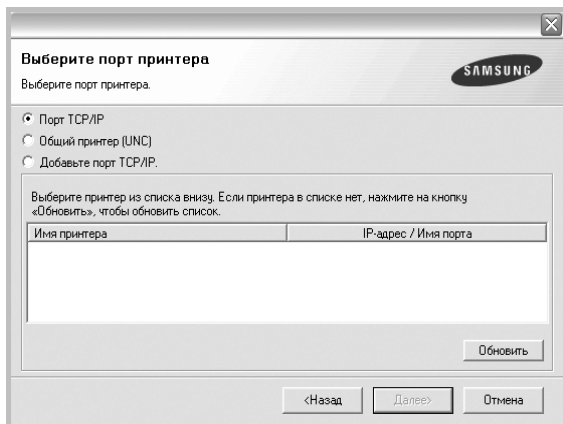 Выберите порт принтера
Выберите порт принтера.
SAMSUNG
Порт TCP/IP
Общий принтер (UNC)
Добавьте порт TCP/IP.
Выберите принтер из списка внизу. Если принтера в списке нет, нажмите на кнопку
«Обновить», чтобы обновить список.
Имя принтера IP-адрес / Имя порта
Обновить
<Назад Далее> Отмена